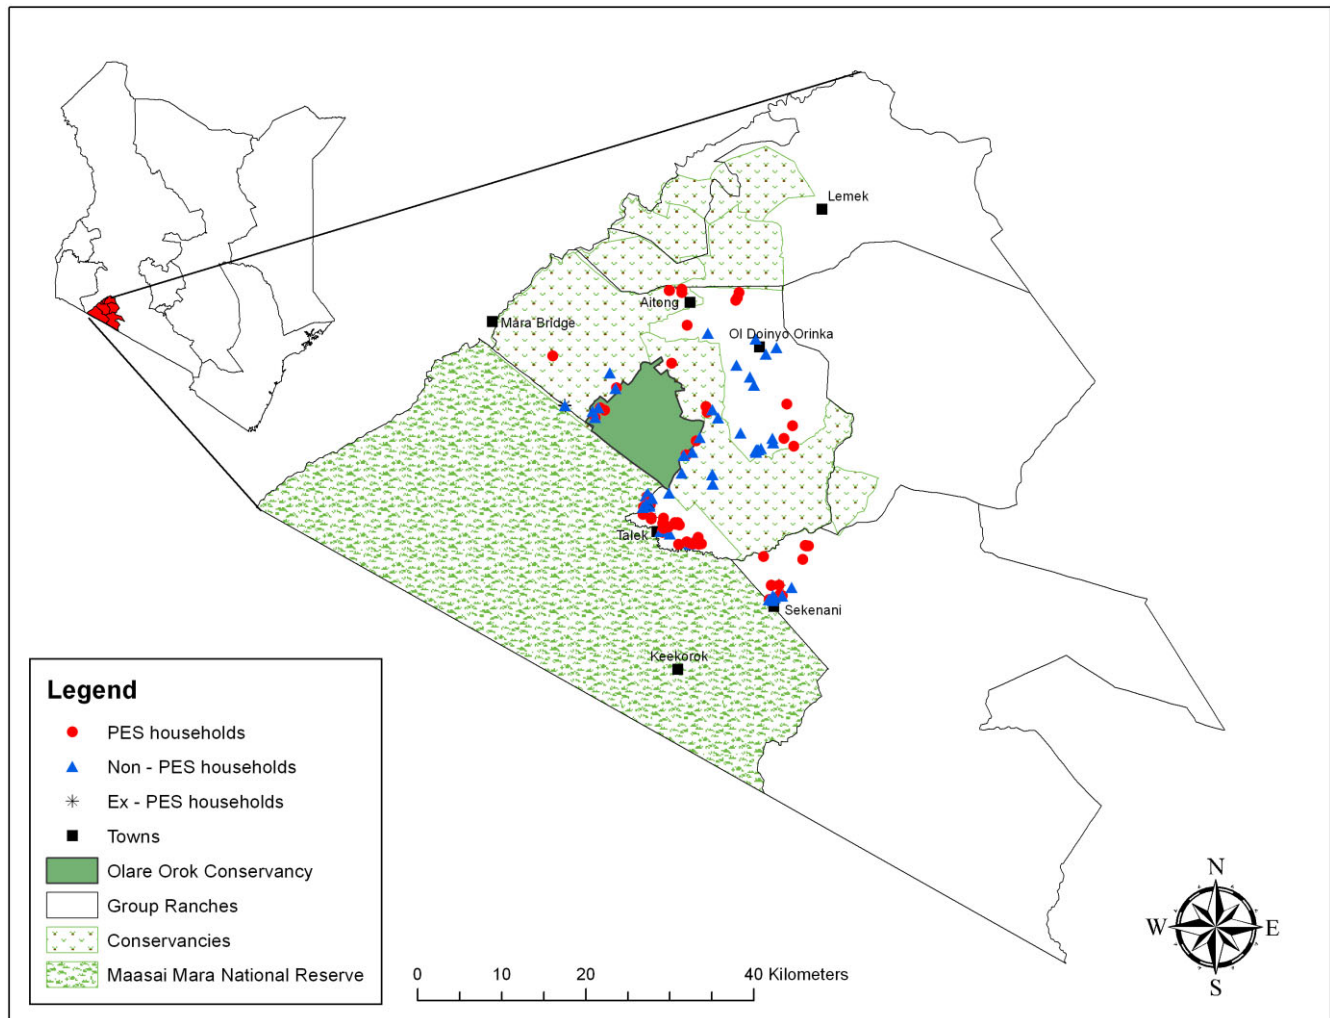 Lemek
Aitong
Mara Bridge
Ol Doinyo Orinka
Talek
Sekenani
Keekorok
Legend
PES households
Non - PES households
Ex - PES households
Towns
Olare Orok Conservancy
Group Ranches
Conservancies
Maasai Mara National Reserve
0 10 20 40 Kilometers
N
W E
S